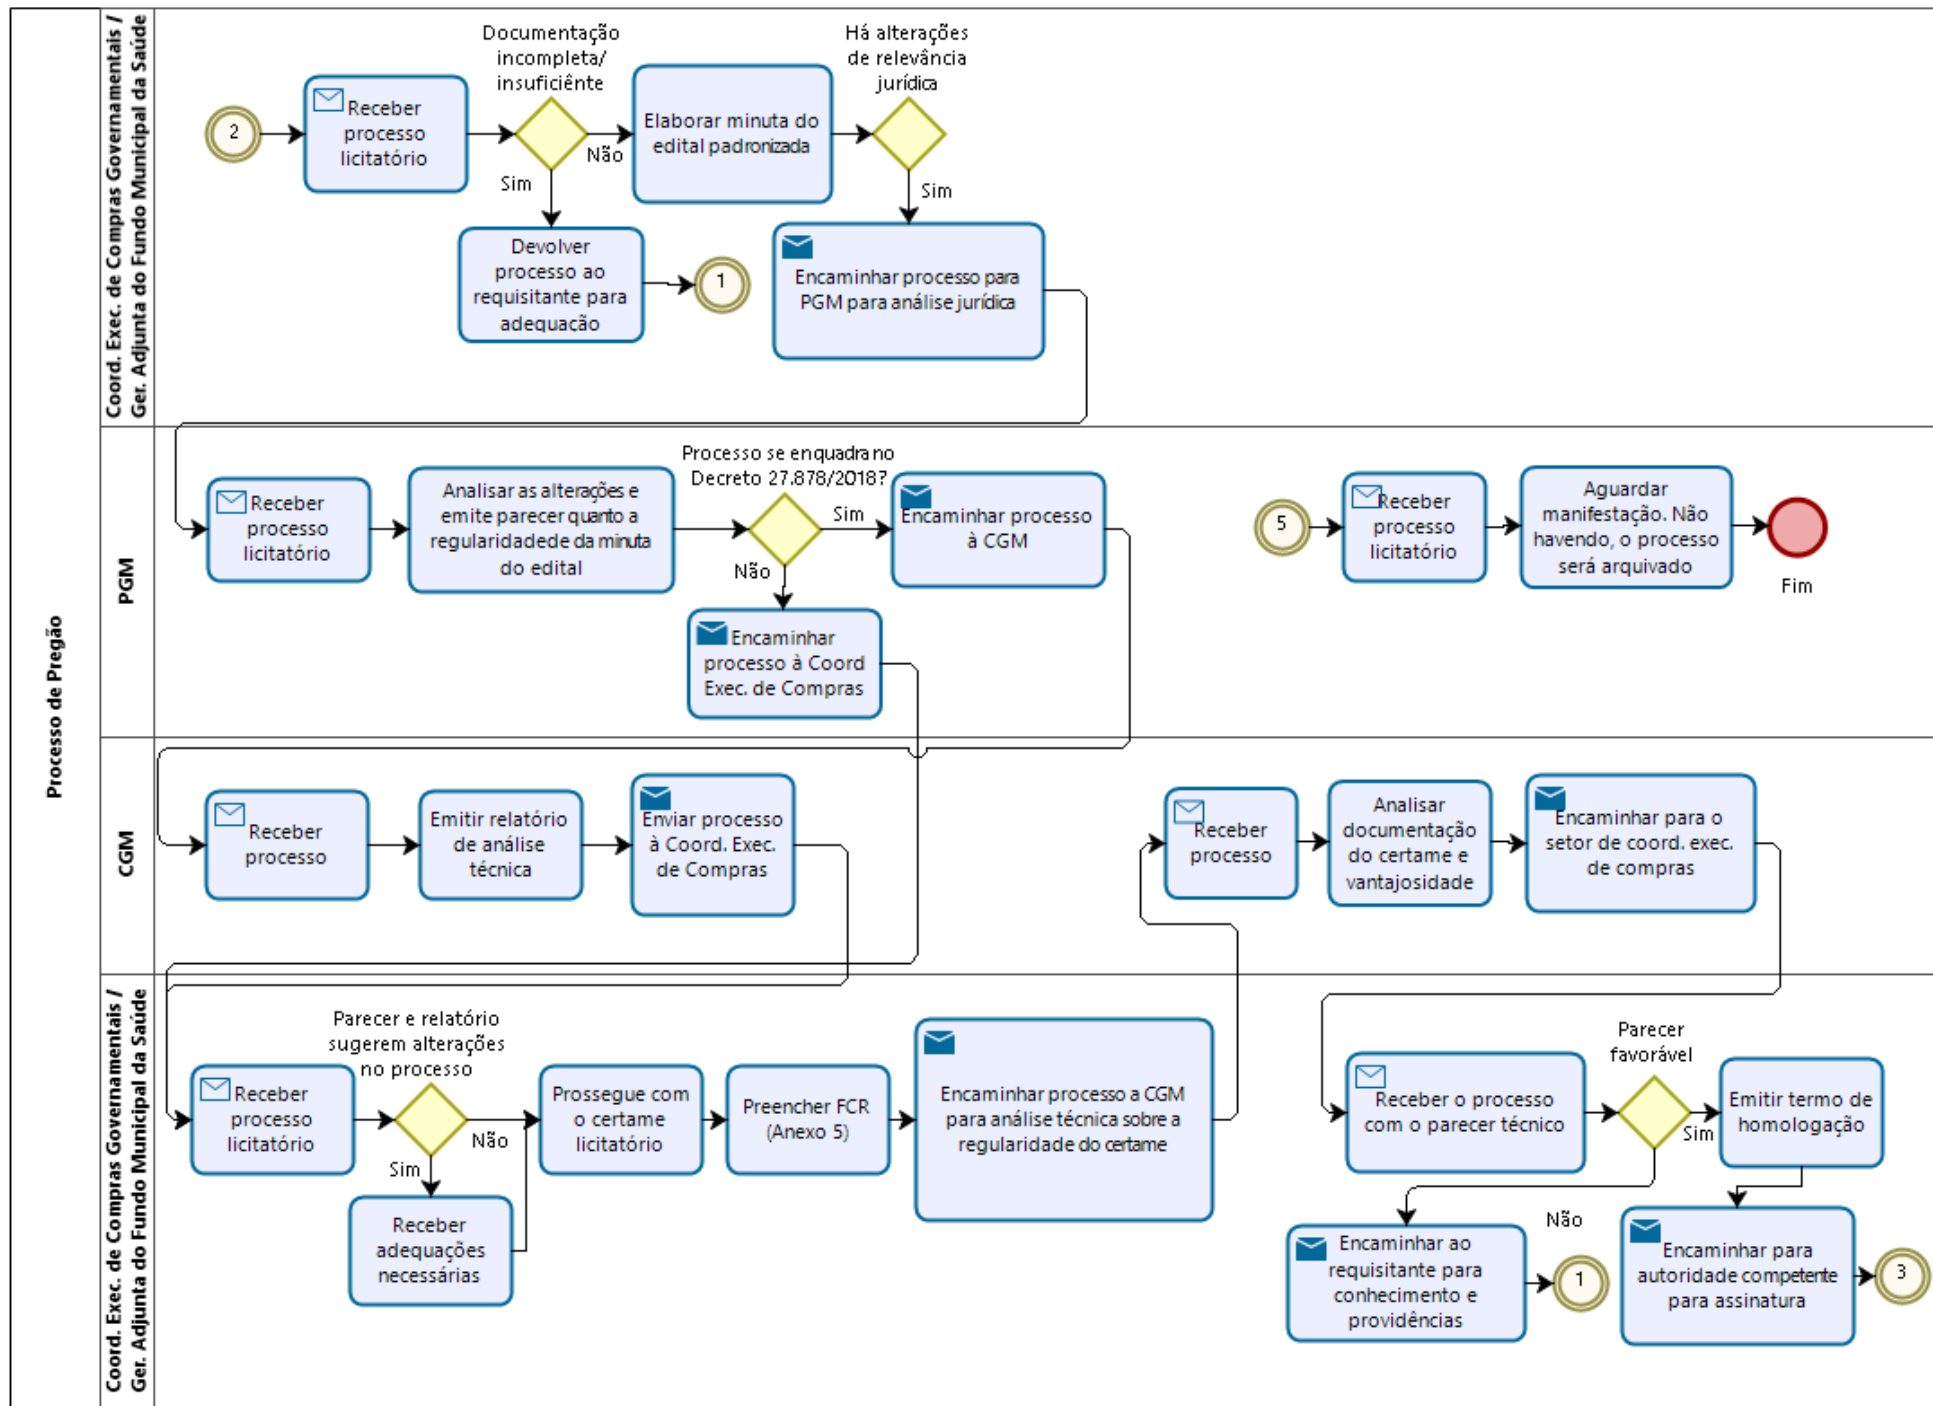 Processo de Pregão
Coord. Exec. de Compras Governamentais /
Ger. Adjunta do Fundo Municipal da Saúde
2
Receber
processo
licitatório
Documentação
incompleta/
insuficiênte
Não
Sim
Elaborar minuta do
edital padronizada
Há alterações
de relevância
jurídica
Sim
Devolver
processo ao
requisitante para
adequação
1
Encaminhar processo para
PGM para análise jurídica
PGM
Receber
processo
licitatório
Analisar as alterações e
emite parecer quanto a
regularidadede da minuta
do edital
Processo se enquadra no
Decreto 27.878/2018?
Sim
Não
Encaminhar processo
à CGM
Encaminhar
processo à Coord
Exec. de Compras
5
Receber
processo
licitatório
Aguardar
manifestação. Não
havendo, o processo
será arquivado
Fim
CGM
Receber
processo
Emitir relatório
de análise
técnica
Enviar processo
à Coord. Exec.
de Compras
Receber
processo
Analisar
documentação
do certame e
vantajosidade
Encaminhar para o
setor de coord. exec.
de compras
Coord. Exec. de Compras Governamentais /
Ger. Adjunta do Fundo Municipal da Saúde
Receber
processo
licitatório
Parecer e relatório
sugerem alterações
no processo
Não
Sim
Receber
adequações
necessárias
Prossegue com
o certame
licitatório
Preencher FCR
(Anexo 5)
Encaminhar processo a CGM
para análise técnica sobre a
regularidade do certame
Receber o processo
com o parecer técnico
Parecer
favorável
Sim
Emitir termo de
homologação
Não
Encaminhar ao
requisitante para
conhecimento e
providências
1
Encaminhar para
autoridade competente
para assinatura
3